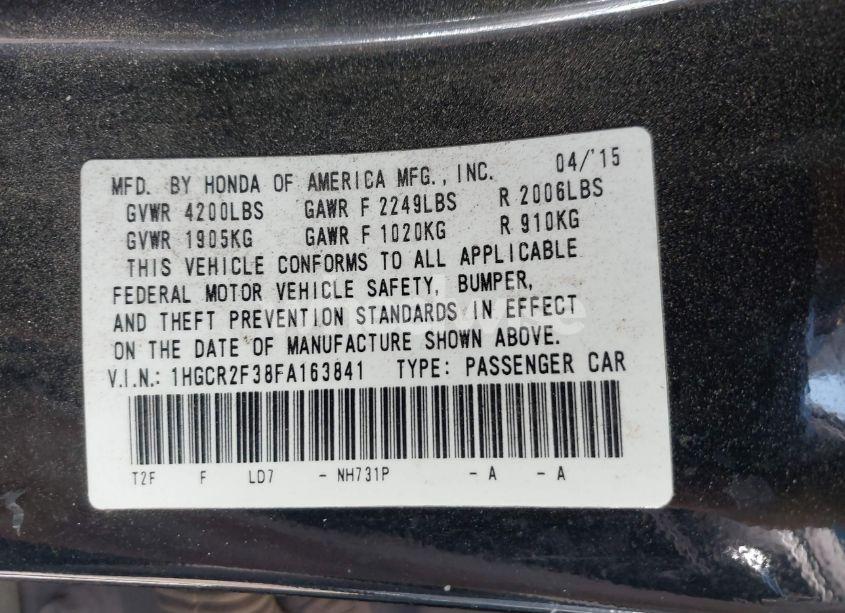 MFD. BY HONDA OF AMERICA MFG., INC. 04/'15
GVWR 4200LBS GAWR F 2249LBS R 2006LBS
GVWR 1905KG GAWR F 1020KG R 910KG
THIS VEHICLE CONFORMS TO ALL APPLICABLE
FEDERAL MOTOR VEHICLE SAFETY, BUMPER,
AND THEFT PREVENTION STANDARDS IN EFFECT
ON THE DATE OF MANUFACTURE SHOWN ABOVE.
V.I.N.: 1HGCR2F38FA163841 TYPE: PASSENGER CAR
T2F F LD7 - NH731P - A - A